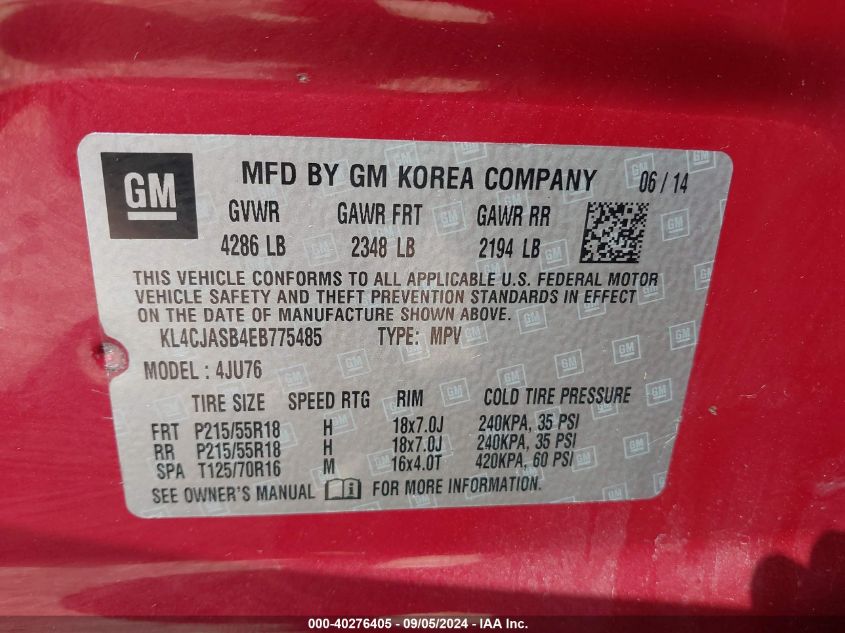 GM
MFD BY GM KOREA COMPANY 06 / 14
GVWR GAWR FRT GAWR RR
4286 LB 2348 LB 2194 LB
THIS VEHICLE CONFORMS TO ALL APPLICABLE U.S. FEDERAL MOTOR
VEHICLE SAFETY AND THEFT PREVENTION STANDARDS IN EFFECT
ON THE DATE OF MANUFACTURE SHOWN ABOVE.
KL4CJASB4EB775485 TYPE: MPV
MODEL : 4JU76
TIRE SIZE SPEED RTG RIM COLD TIRE PRESSURE
FRT P215/55R18 H 18x7.0J 240KPA, 35 PSI
RR P215/55R18 H 18x7.0J 240KPA, 35 PSI
SPA T125/70R16 M 16x4.0T 420KPA, 60 PSI
SEE OWNER'S MANUAL FOR MORE INFORMATION.
000-40276405 - 09/05/2024 - IAA Inc.